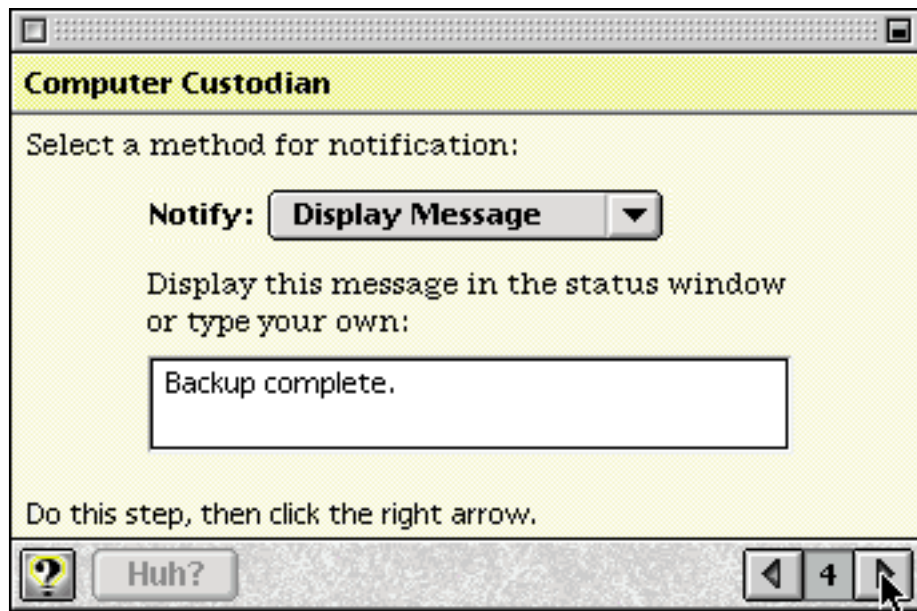 Computer Custodian
Select a method for notification:
Notify: Display Message
Display this message in the status window
or type your own:
Backup complete.
Do this step, then click the right arrow.
? Huh? 4